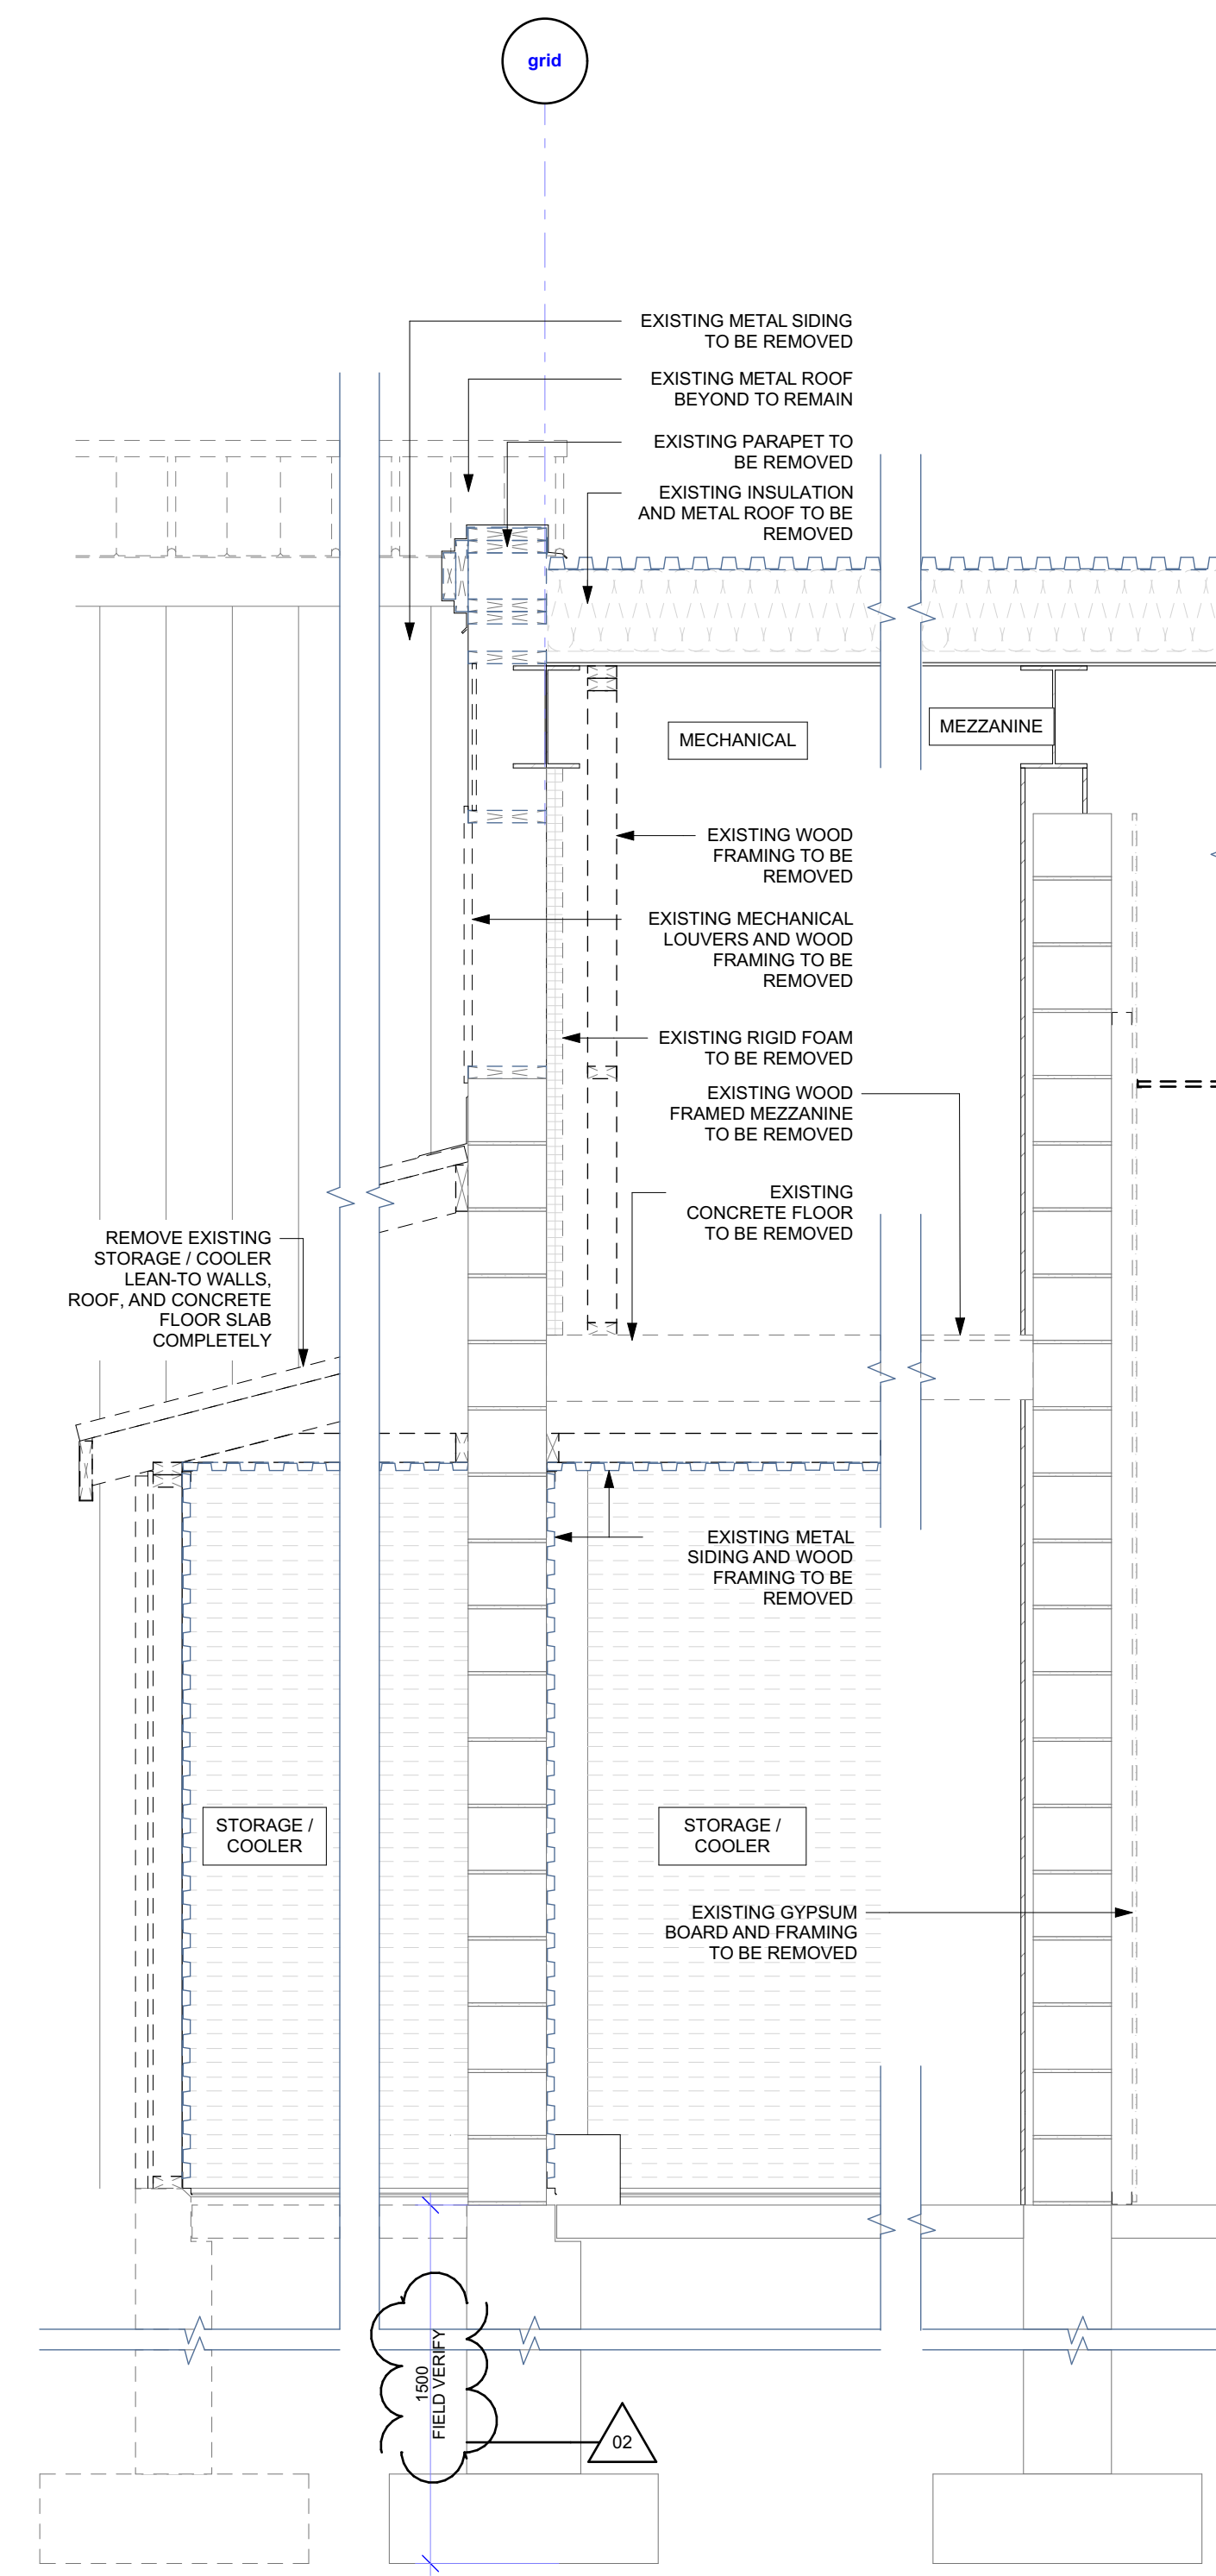 grid
EXISTING METAL SIDING
TO BE REMOVED
EXISTING METAL ROOF
BEYOND TO REMAIN
EXISTING PARAPET TO
BE REMOVED
EXISTING INSULATION
AND METAL ROOF TO BE
REMOVED
MECHANICAL
MEZZANINE
EXISTING WOOD
FRAMING TO BE
REMOVED
EXISTING MECHANICAL
LOUVERS AND WOOD
FRAMING TO BE
REMOVED
EXISTING RIGID FOAM
TO BE REMOVED
EXISTING WOOD
FRAMED MEZZANINE
TO BE REMOVED
EXISTING
CONCRETE FLOOR
TO BE REMOVED
REMOVE EXISTING
STORAGE / COOLER
LEAN-TO WALLS,
ROOF, AND CONCRETE
FLOOR SLAB
COMPLETELY
EXISTING METAL
SIDING AND WOOD
FRAMING TO BE
REMOVED
STORAGE /
COOLER
STORAGE /
COOLER
EXISTING GYPSUM
BOARD AND FRAMING
TO BE REMOVED
1500
FIELD VERIFY
02